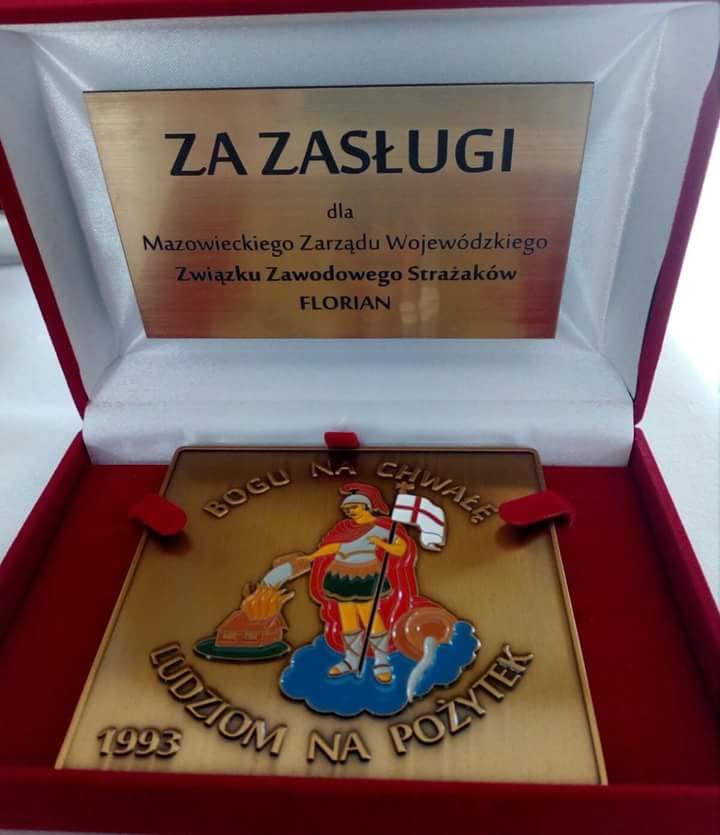 ZA ZASŁUGI
dla
Mazowieckiego Zarządu Wojewódzkiego
Związku Zawodowego Strażaków
FLORIAN
BOGU NA CHWAŁĘ
LUDZIOM NA POŻYTEK
1993